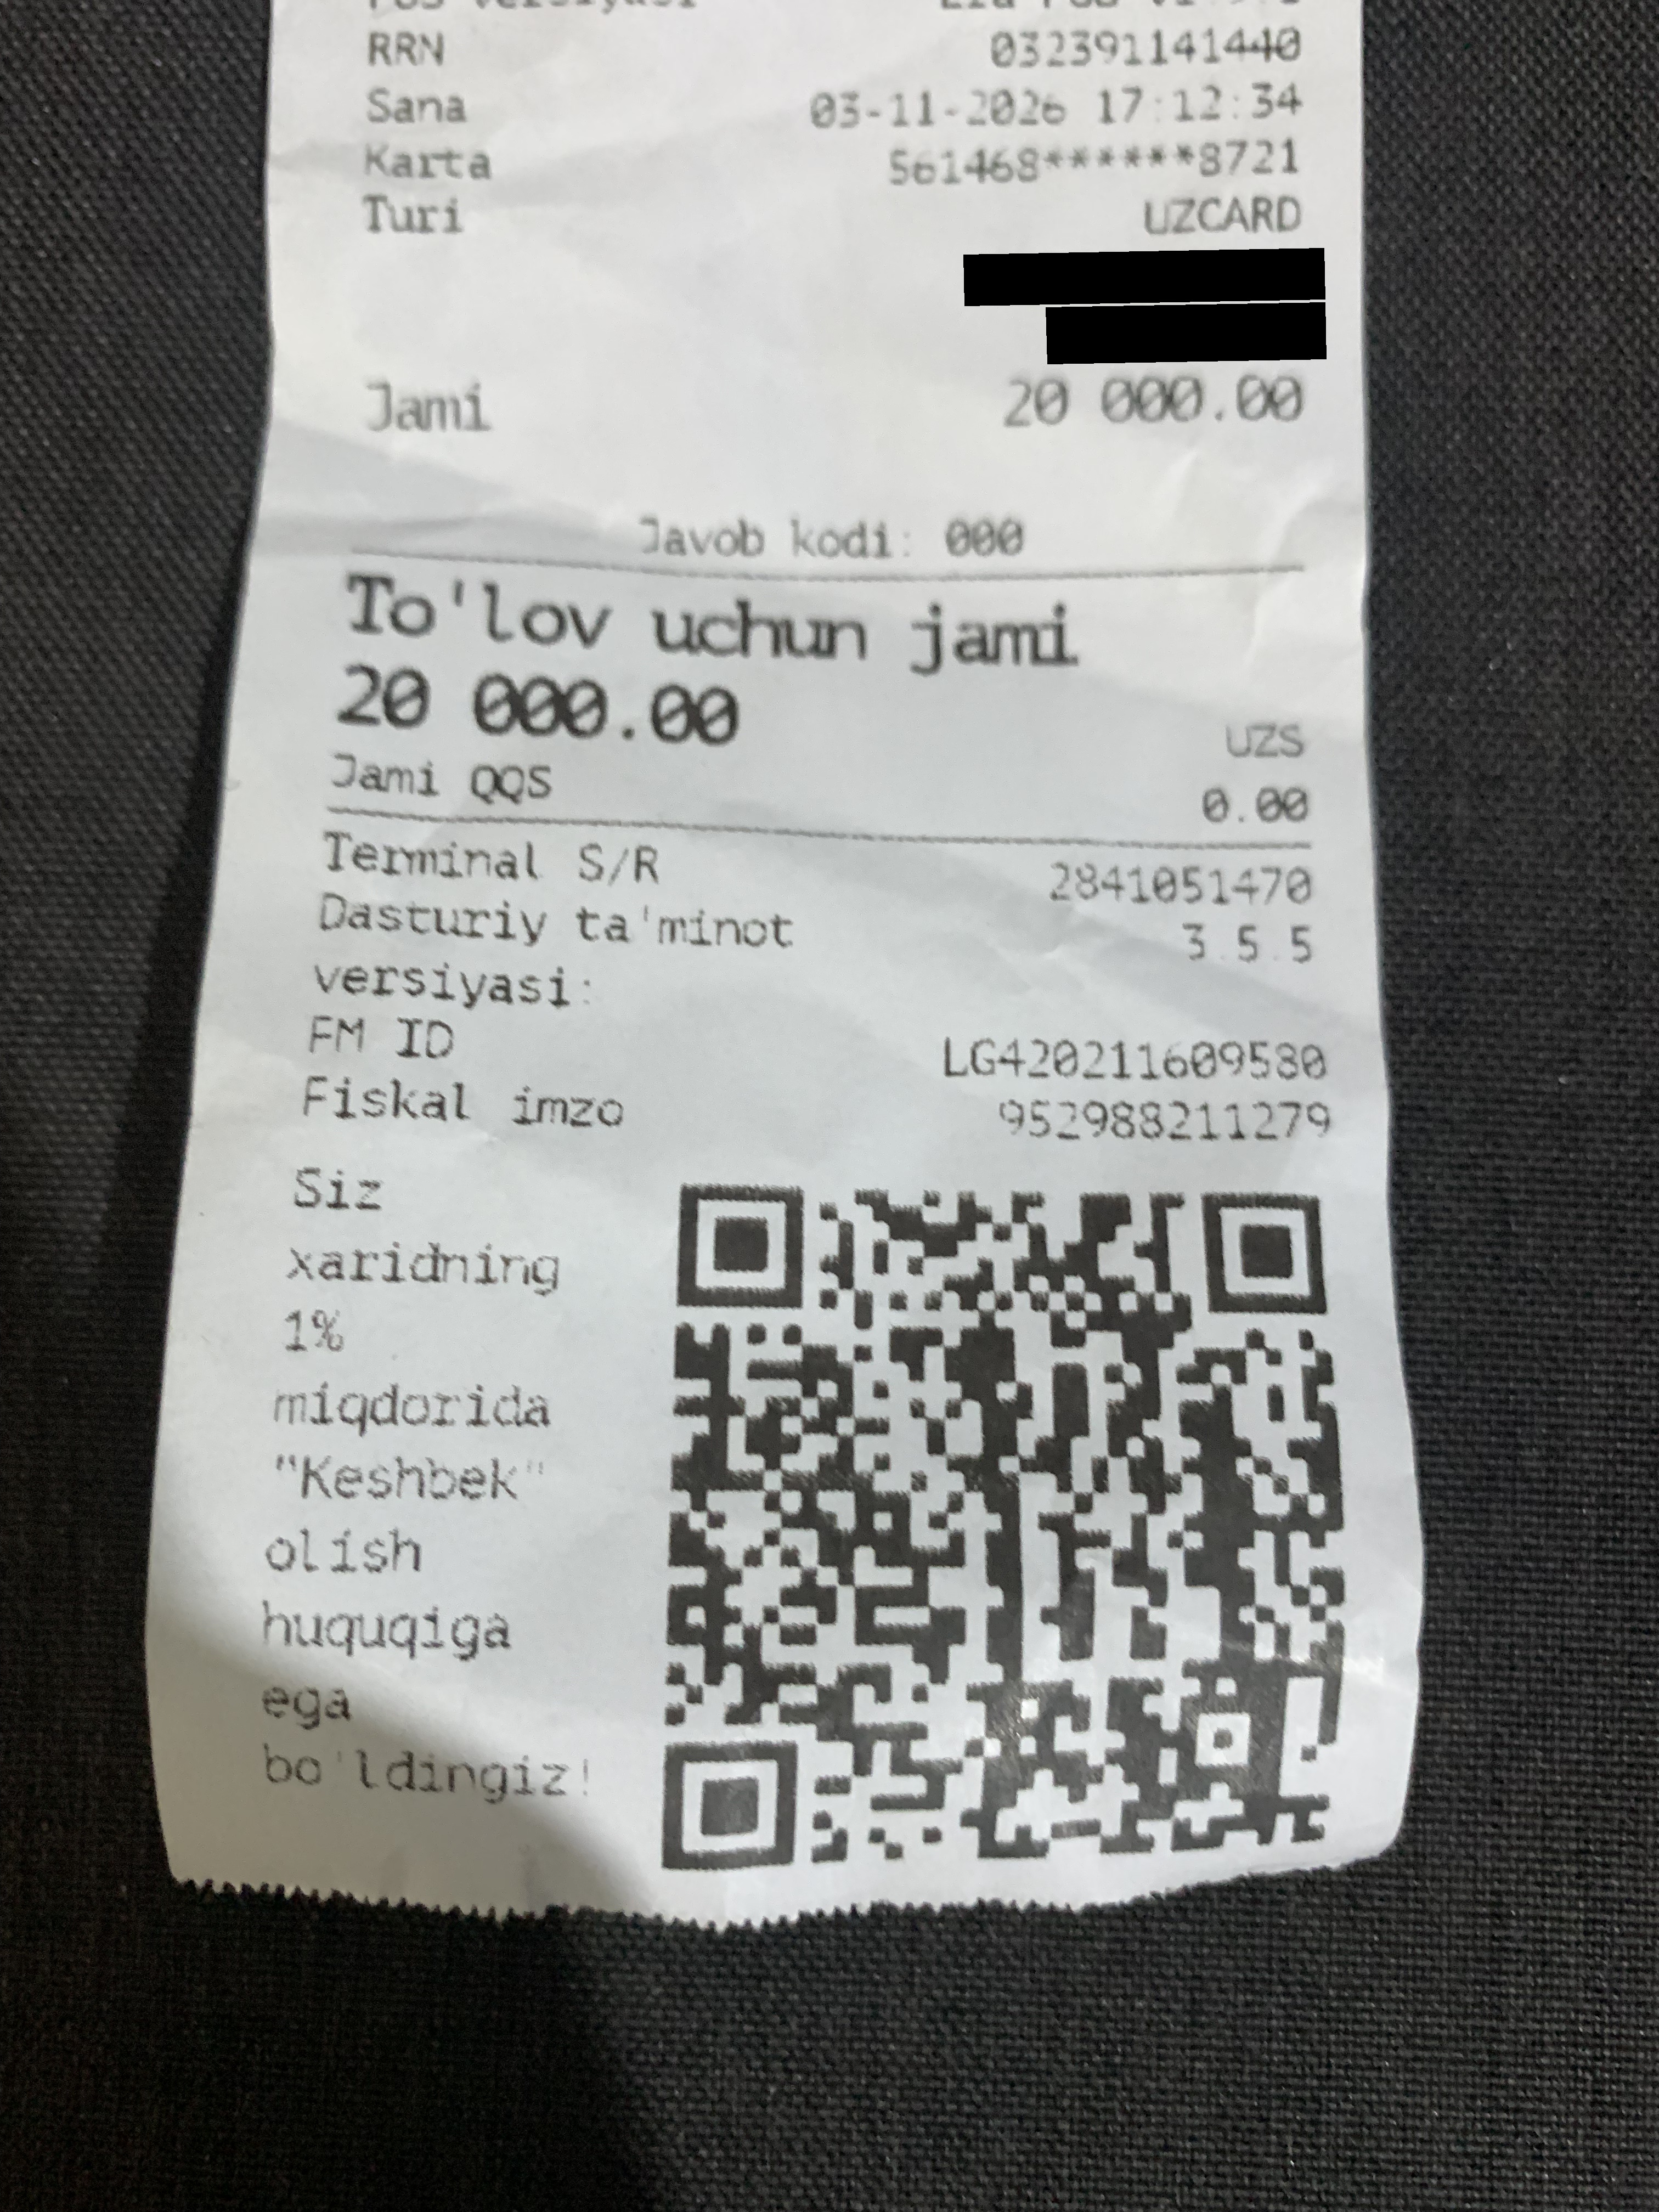 POS versiyasi
RRN 032391141440
Sana 03-11-2026 17:12:34
Karta 561468******8721
Turi UZCARD
Jami 20 000.00
Javob kodi: 000
To'lov uchun jami
20 000.00 UZS
Jami QQS 0.00
Terminal S/R 2841051470
Dasturiy ta'minot 3.5.5
versiyasi:
FM ID LG420211609580
Fiskal imzo 952988211279
Siz
xaridning
1%
miqdorida
"Keshbek"
olish
huquqiga
ega
bo'ldingiz!